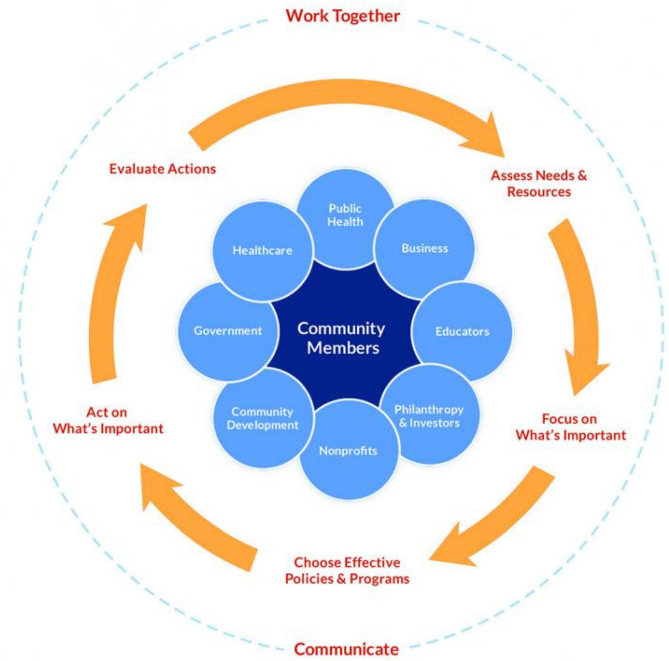 Work Together
Evaluate Actions
Assess Needs &
Resources
Public
Health
Healthcare
Business
Government
Community
Members
Educators
Act on
What's Important
Community
Development
Philanthropy
& Investors
Focus on
What's Important
Nonprofits
Choose Effective
Policies & Programs
Communicate